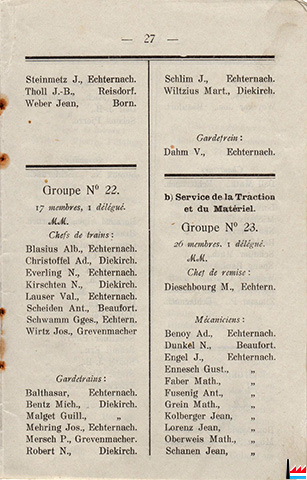 — 27 —
Steinmetz J., Echternach.
Tholl J.-B., Reisdorf.
Weber Jean, Born.
Groupe Nº 22.
17 membres, 1 délégué.
MM.
Chefs de trains :
Blasius Alb., Echternach.
Christoffel Ad., Diekirch.
Everling N., Echternach.
Kirschten N., Diekirch.
Lauser Val., Echternach.
Scheiden Ant., Beaufort.
Schwamm Gges., Echtern.
Wirtz Jos., Grevenmacher
Gardetrains :
Balthasar, Echternach.
Bentz Mich., Diekirch.
Malget Guill., „
Mehring Jos., Echternach.
Mersch P., Grevenmacher.
Robert N., Diekirch.
Schlim J., Echternach.
Wiltzius Mart., Diekirch.
Gardefrein :
Dahm V., Echternach.
b) Service de la Traction
et du Matériel.
Groupe Nº 23.
26 membres. 1 délégué.
MM.
Chef de remise :
Dieschbourg M., Echtern.
Mécaniciens :
Benoy Ad., Echternach.
Dunkel N., Beaufort.
Engel J., Echternach.
Ennesch Gust., „
Faber Math., „
Fusenig Ant., „
Grein Math., „
Kolberger Jean, „
Lorenz Jean, „
Oberweis Math., „
Schanen Jean, „